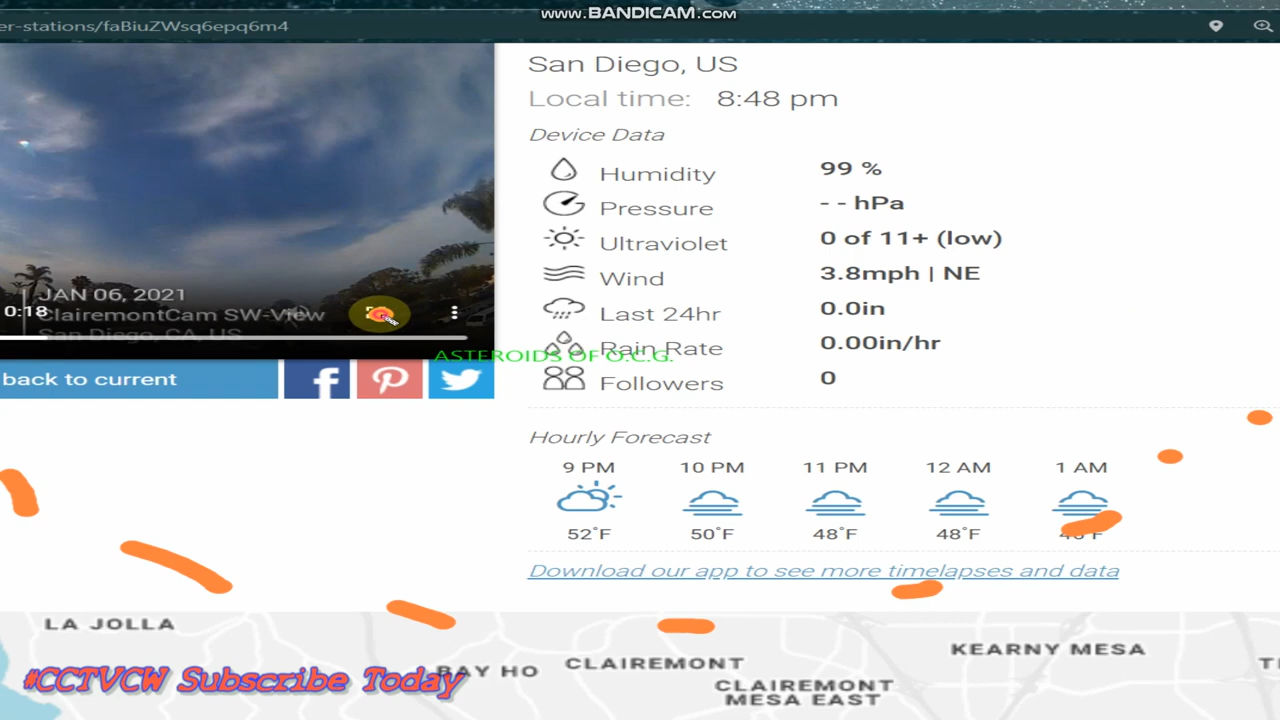 www.BANDICAM.com
er-stations/faBiuZWsq6epq6m4
San Diego, US
Local time: 8:48 pm
Device Data
Humidity 99 %
Pressure - - hPa
Ultraviolet 0 of 11+ (low)
Wind 3.8mph | NE
Last 24hr 0.0in
Rain Rate 0.00in/hr
Followers 0
JAN 06, 2021
0:18
ClairemontCam SW-View
San Diego, CA, US
ASTEROIDS OF O.C.G.
back to current
Hourly Forecast
9 PM 10 PM 11 PM 12 AM 1 AM
52°F 50°F 48°F 48°F
Download our app to see more timelapses and data
LA JOLLA
BAY HO
CLAIREMONT
KEARNY MESA
CLAIREMONT
MESA EAST
#CCTVCW Subscribe Today